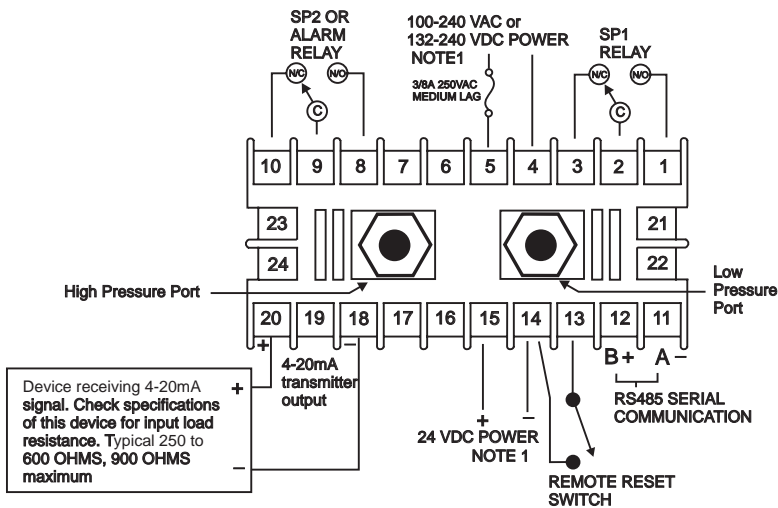 SP2 OR
ALARM
RELAY
N/C N/O
C
100-240 VAC or
132-240 VDC POWER
NOTE1
3/8A 250VAC
MEDIUM LAG
SP1
RELAY
N/C N/O
C
10 9 8 7 6 5 4 3 2 1
23
24
21
22
High Pressure Port
Low
Pressure
Port
20 19 18 17 16 15 14 13 12 11
+ −
4-20mA
transmitter
output
Device receiving 4-20mA
signal. Check specifications
of this device for input load
resistance. Typical 250 to
600 OHMS, 900 OHMS
maximum
+
−
+ −
24 VDC POWER
NOTE 1
B+ A−
RS485 SERIAL
COMMUNICATION
REMOTE RESET
SWITCH